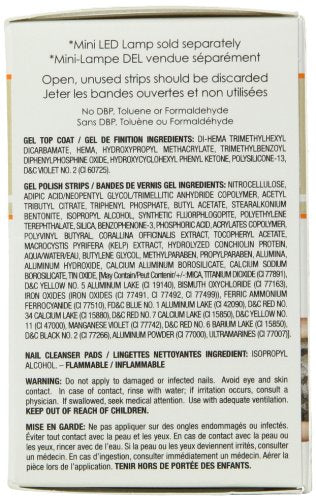 *Mini LED Lamp sold separately
*Mini-Lampe DEL vendue séparément
Open, unused strips should be discarded
Jeter les bandes ouvertes et non utilisées
No DBP, Toluene or Formaldehyde
Sans DBP, Toluène ou Formaldéhyde
GEL TOP COAT / GEL DE FINITION INGREDIENTS: DI-HEMA TRIMETHYLHEXYL
DICARBAMATE, HEMA, HYDROXYPROPYL METHACRYLATE, TRIMETHYLBENZOYL
DIPHENYLPHOSPHINE OXIDE, HYDROXYCYCLOHEXYL PHENYL KETONE, POLYSILICONE-13,
D&C VIOLET NO. 2 (CI 60725).
GEL POLISH STRIPS / BANDES DE VERNIS GEL INGREDIENTS: NITROCELLULOSE,
ADIPIC ACID/NEOPENTYL GLYCOL/TRIMELLITIC ANHYDRIDE COPOLYMER, ACETYL
TRIBUTYL CITRATE, TRIPHENYL PHOSPHATE, BUTYL ACETATE, STEARALKONIUM
BENTONITE, ISOPROPYL ALCOHOL, SYNTHETIC FLUORPHLOGOPITE, POLYETHYLENE
TEREPHTHALATE, SILICA, BENZOPHENONE-3, PHOSPHORIC ACID, ACRYLATES COPOLYMER,
POLYVINYL BUTYRAL, CORALLINA OFFICINALIS EXTRACT, TOCOPHERYL ACETATE,
MACROCYSTIS PYRIFERA (KELP) EXTRACT, HYDROLYZED CONCHIOLIN PROTEIN,
AQUA/WATER/EAU, BUTYLENE GLYCOL, METHYLPARABEN, PROPYLPARABEN, ALUMINA,
ALUMINUM HYDROXIDE, CALCIUM ALUMINUM BOROSILICATE, CALCIUM SODIUM
BOROSILICATE, TIN OXIDE, [May Contain/Peut Contenir/+/-:MICA, TITANIUM DIOXIDE (CI 77891),
D&C YELLOW NO. 5 ALUMINUM LAKE (CI 19140), BISMUTH OXYCHLORIDE (CI 77163),
IRON OXIDES (IRON OXIDES (CI 77491, CI 77492, CI 77499)), FERRIC AMMONIUM
FERROCYANIDE (CI 77510), FD&C BLUE NO. 1 ALUMINUM LAKE (CI 42090), D&C RED NO.
34 CALCIUM LAKE (CI 15880), D&C RED NO. 7 CALCIUM LAKE (CI 15850), D&C YELLOW NO.
11 (CI 47000), MANGANESE VIOLET (CI 77742), D&C RED NO. 6 BARIUM LAKE (CI 15850),
D&C BLACK NO. 2 (CI 77266), ALUMINUM POWDER (CI 77000), ULTRAMARINES (CI 77007)].
NAIL CLEANSER PADS / LINGETTES NETTOYANTES INGREDIENTS: ISOPROPYL
ALCOHOL. – FLAMMABLE / INFLAMMABLE
WARNING: Do not apply to damaged or infected nails. Avoid eye and skin
contact. In case of contact, rinse with water; if irritation occurs, consult a
physician. If swallowed, seek medical attention. Use with adequate ventilation.
KEEP OUT OF REACH OF CHILDREN.
MISE EN GARDE: Ne pas appliquer sur des ongles endommagés ou infectés.
Éviter tout contact avec la peau et les yeux. En cas de contact avec la peau ou
les yeux, rincer avec de l'eau. Si la peau ou les yeux deviennent irrités, consulter
un médecin. En cas d'ingestion, consulter immédiatement un médecin. Aérer la
pièce lors de l'application. TENIR HORS DE PORTÉE DES ENFANTS.